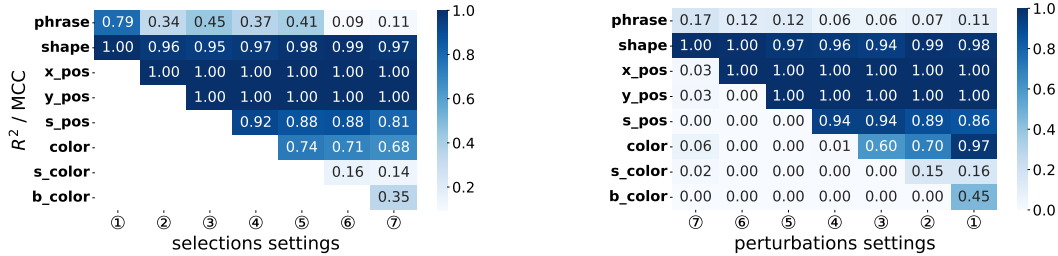 R² / MCC
phrase 0.79 0.34 0.45 0.37 0.41 0.09 0.11
shape 1.00 0.96 0.95 0.97 0.98 0.99 0.97
x_pos 1.00 1.00 1.00 1.00 1.00 1.00
y_pos 1.00 1.00 1.00 1.00 1.00
s_pos 0.92 0.88 0.88 0.81
color 0.74 0.71 0.68
s_color 0.16 0.14
b_color 0.35
① ② ③ ④ ⑤ ⑥ ⑦
selections settings
1.0
0.8
0.6
0.4
0.2
phrase 0.17 0.12 0.12 0.06 0.06 0.07 0.11
shape 1.00 1.00 0.97 0.96 0.94 0.99 0.98
x_pos 0.03 1.00 1.00 1.00 1.00 1.00 1.00
y_pos 0.03 0.00 1.00 1.00 1.00 1.00 1.00
s_pos 0.00 0.00 0.00 0.94 0.94 0.89 0.86
color 0.06 0.00 0.00 0.01 0.60 0.70 0.97
s_color 0.02 0.00 0.00 0.00 0.00 0.15 0.16
b_color 0.00 0.00 0.00 0.00 0.00 0.00 0.45
⑦ ⑥ ⑤ ④ ③ ② ①
perturbations settings
1.0
0.8
0.6
0.4
0.2
0.0